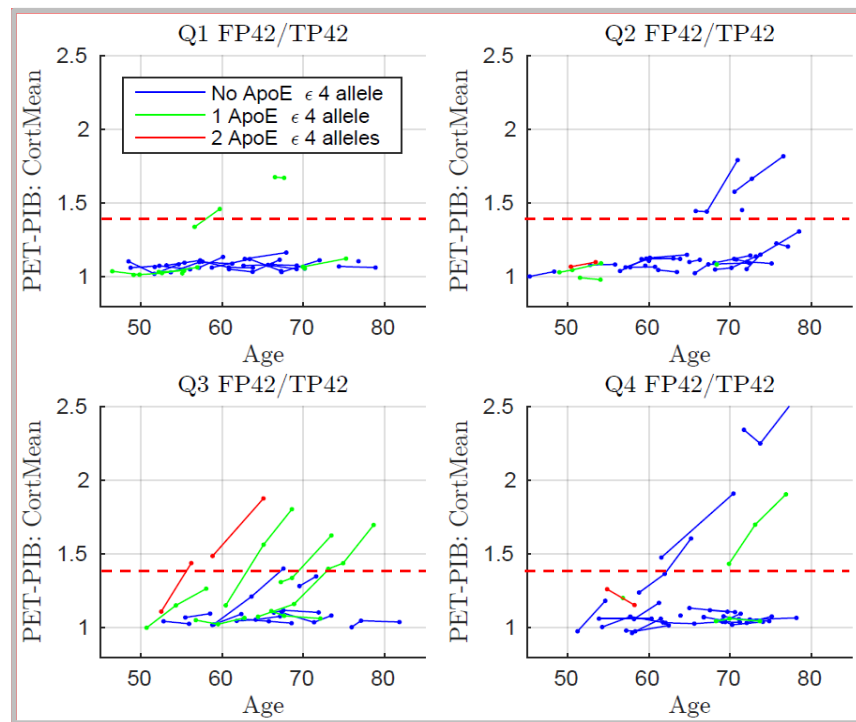 Q1 FP42/TP42
2.5
2
1.5
1
PET-PIB: CortMean
No ApoE ϵ 4 allele
1 ApoE ϵ 4 allele
2 ApoE ϵ 4 alleles
50 60 70 80
Age
Q2 FP42/TP42
2.5
2
1.5
1
PET-PIB: CortMean
50 60 70 80
Age
Q3 FP42/TP42
2.5
2
1.5
1
PET-PIB: CortMean
50 60 70 80
Age
Q4 FP42/TP42
2.5
2
1.5
1
PET-PIB: CortMean
50 60 70 80
Age